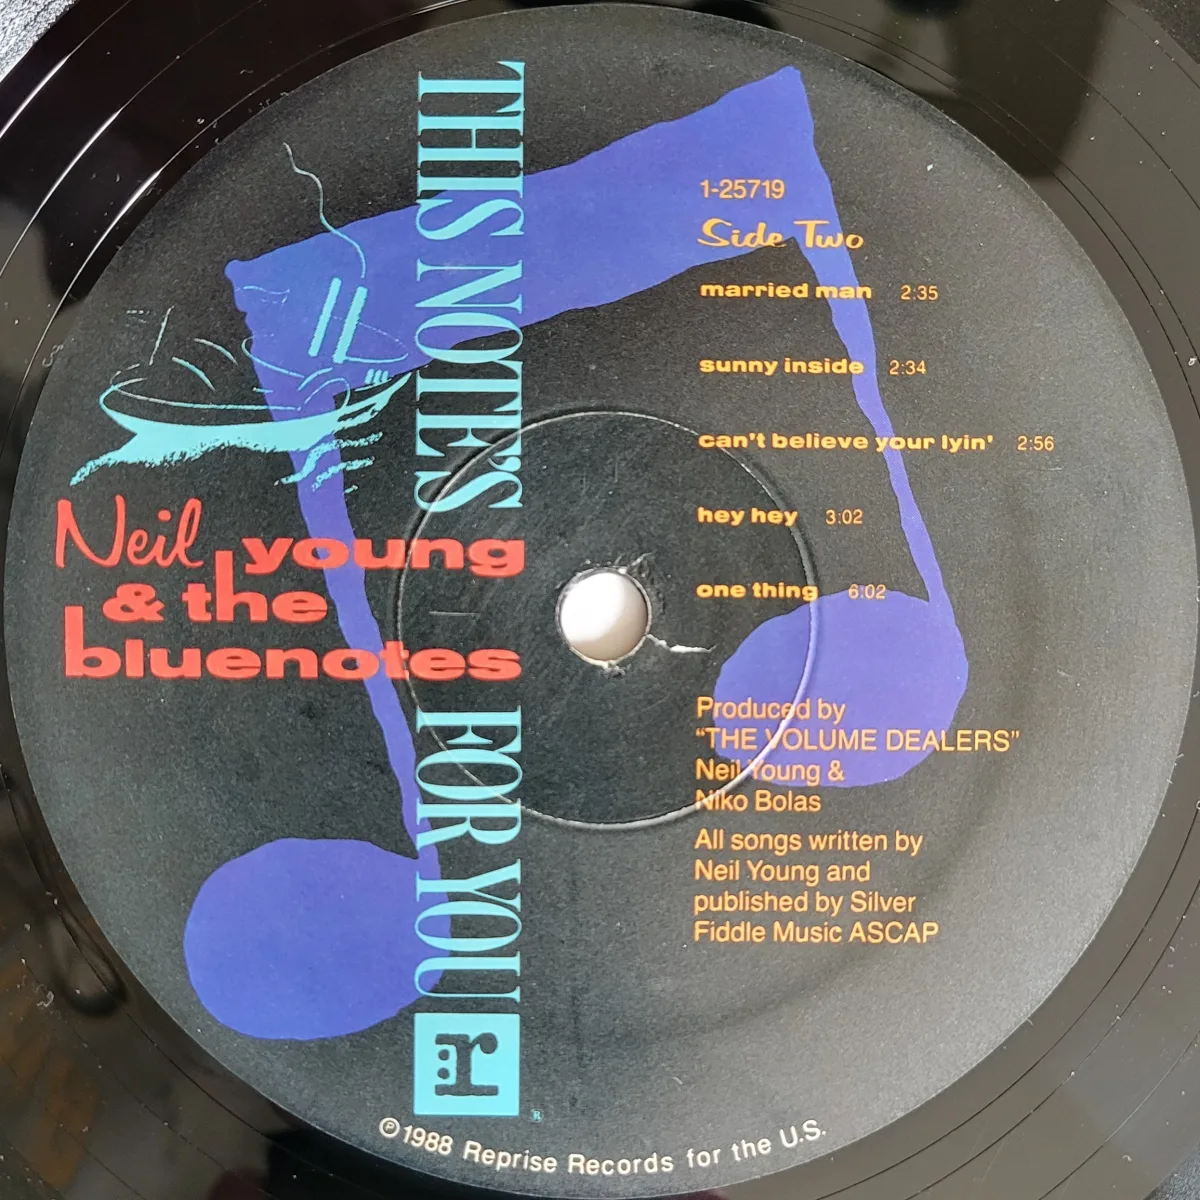 THIS NOTE'S FOR YOU
Neil young
& the
bluenotes
1-25719
Side Two
married man 2:35
sunny inside 2:34
can't believe your lyin' 2:56
hey hey 3:02
one thing 6:02
Produced by
“THE VOLUME DEALERS”
Neil Young &
Niko Bolas
All songs written by
Neil Young and
published by Silver
Fiddle Music ASCAP
:r
®
℗1988 Reprise Records for the U.S.